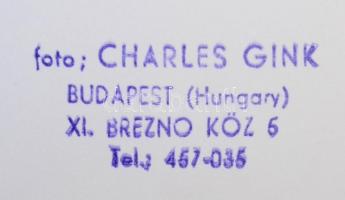 foto; CHARLES GINK
BUDAPEST (Hungary)
XI. BREZNO KÖZ 6
Tel.: 457-035